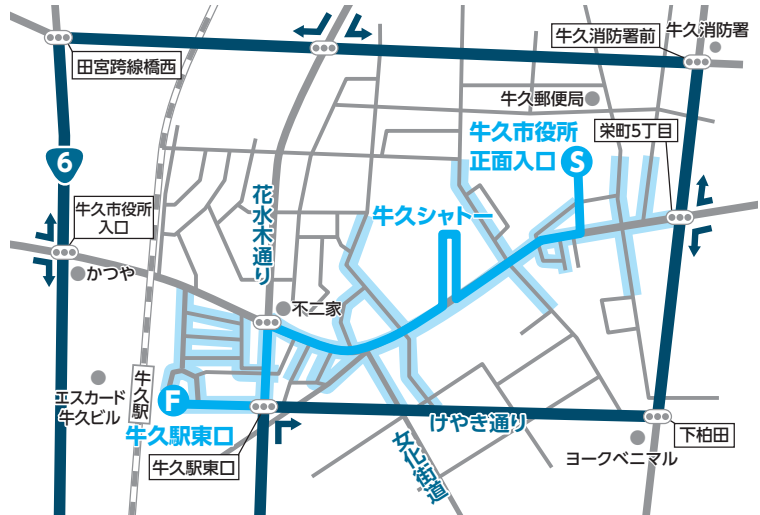 田宮跨線橋西
牛久消防署前
牛久消防署
牛久郵便局
栄町5丁目
牛久市役所
正面入口
S
6
花水木通り
牛久シャトー
牛久市役所
入口
かつや
不二家
エスカード
牛久ビル
牛久駅
F
牛久駅東口
牛久駅東口
けやき通り
女化街道
下柏田
ヨークベニマル